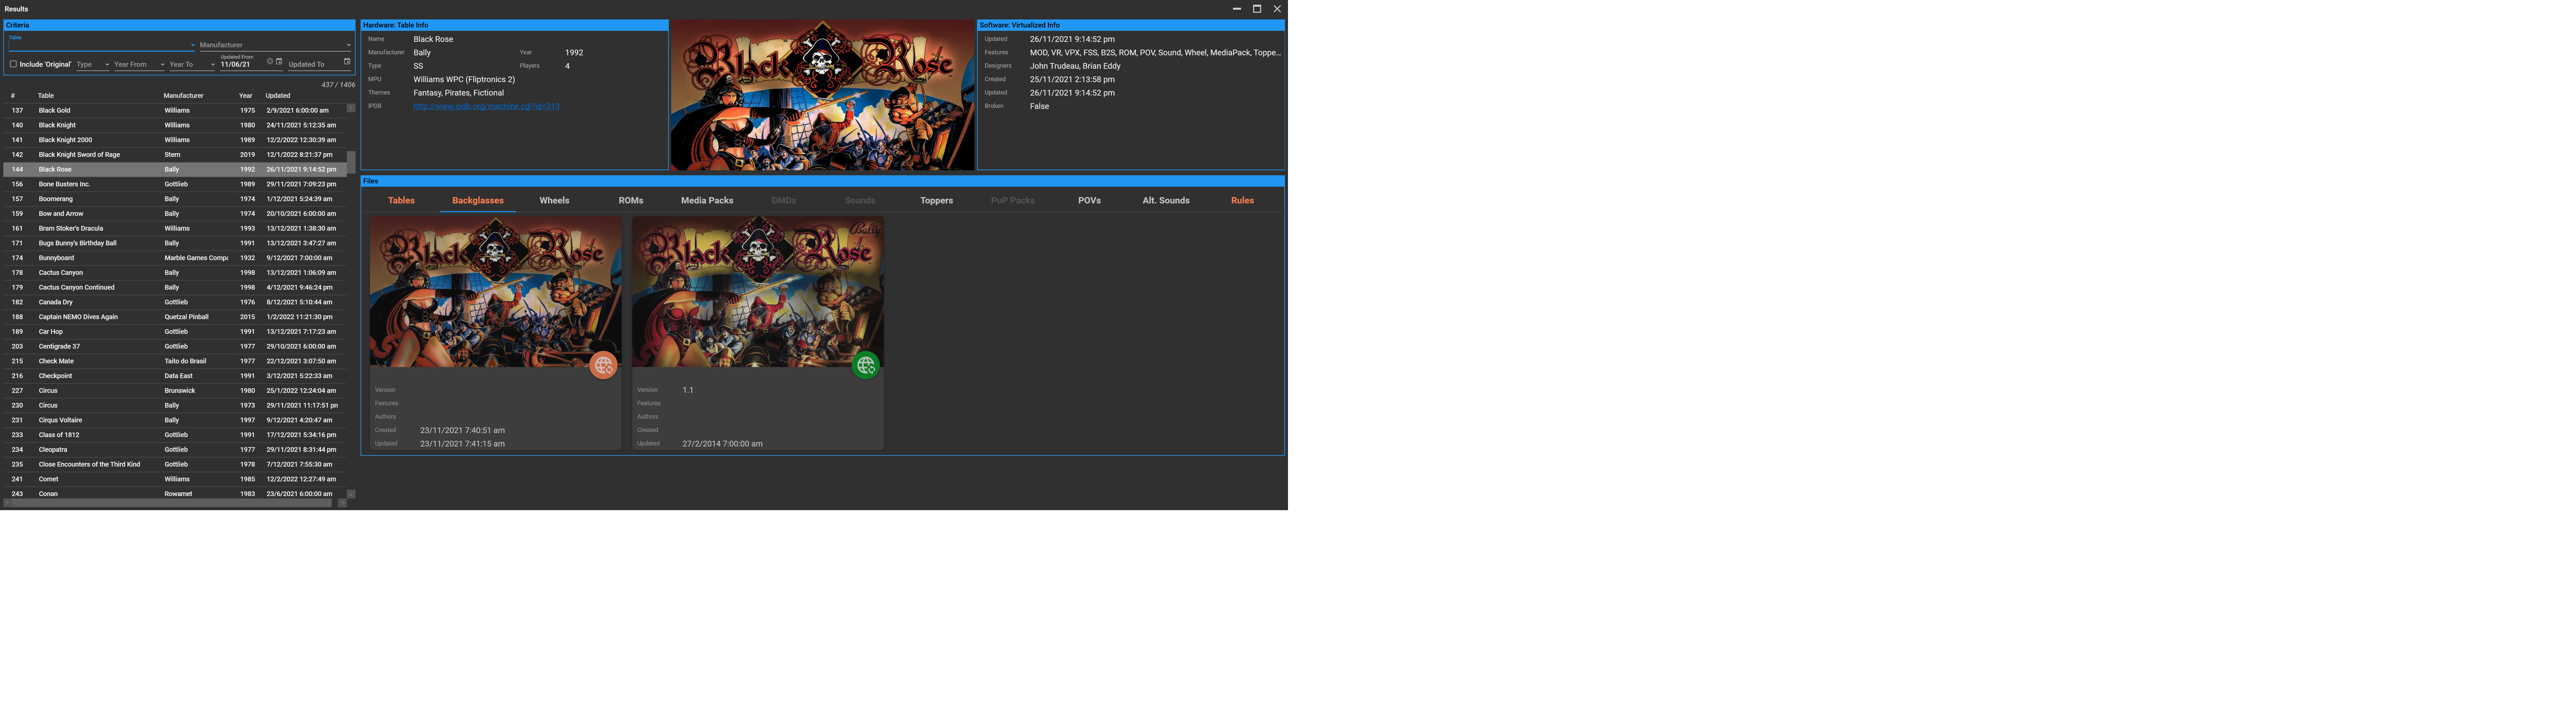 Results
Criteria
Table
Manufacturer
Include 'Original'
Type
Year From
Year To
Updated From
11/06/21
Updated To
437 / 1406
# Table Manufacturer Year Updated
137 Black Gold Williams 1975 2/9/2021 6:00:00 am
140 Black Knight Williams 1980 24/11/2021 5:12:35 am
141 Black Knight 2000 Williams 1989 12/2/2022 12:30:39 am
142 Black Knight Sword of Rage Stern 2019 12/1/2022 8:21:37 pm
144 Black Rose Bally 1992 26/11/2021 9:14:52 pm
156 Bone Busters Inc. Gottlieb 1989 29/11/2021 7:09:23 pm
157 Boomerang Bally 1974 1/12/2021 5:24:39 am
159 Bow and Arrow Bally 1974 20/10/2021 6:00:00 am
161 Bram Stoker's Dracula Williams 1993 13/12/2021 1:38:30 am
171 Bugs Bunny's Birthday Ball Bally 1991 13/12/2021 3:47:27 am
174 Bunnyboard Marble Games Compa 1932 9/12/2021 7:00:00 am
178 Cactus Canyon Bally 1998 13/12/2021 1:06:09 am
179 Cactus Canyon Continued Bally 1998 4/12/2021 9:46:24 pm
182 Canada Dry Gottlieb 1976 8/12/2021 5:10:44 am
188 Captain NEMO Dives Again Quetzal Pinball 2015 1/2/2022 11:21:30 pm
189 Car Hop Gottlieb 1991 13/12/2021 7:17:23 am
203 Centigrade 37 Gottlieb 1977 29/10/2021 6:00:00 am
215 Check Mate Taito do Brasil 1977 22/12/2021 3:07:50 am
216 Checkpoint Data East 1991 3/12/2021 5:22:33 am
227 Circus Brunswick 1980 25/1/2022 12:24:04 am
230 Circus Bally 1973 29/11/2021 11:17:51 pn
231 Cirqus Voltaire Bally 1997 9/12/2021 4:20:47 am
233 Class of 1812 Gottlieb 1991 17/12/2021 5:34:16 pm
234 Cleopatra Gottlieb 1977 29/11/2021 8:31:44 pm
235 Close Encounters of the Third Kind Gottlieb 1978 7/12/2021 7:55:30 am
241 Comet Williams 1985 12/2/2022 12:27:49 am
243 Conan Rowamet 1983 23/6/2021 6:00:00 am
Hardware: Table Info
Name Black Rose
Manufacturer Bally Year 1992
Type SS Players 4
MPU Williams WPC (Fliptronics 2)
Themes Fantasy, Pirates, Fictional
IPDB http://www.ipdb.org/machine.cgi?id=313
Black Rose
Software: Virtualized Info
Updated 26/11/2021 9:14:52 pm
Features MOD, VR, VPX, FSS, B2S, ROM, POV, Sound, Wheel, MediaPack, Toppe...
Designers John Trudeau, Brian Eddy
Created 25/11/2021 2:13:58 pm
Updated 26/11/2021 9:14:52 pm
Broken False
Files
Tables Backglasses Wheels ROMs Media Packs DMDs Sounds Toppers PuP Packs POVs Alt. Sounds Rules
Black Rose
Version
Features
Authors
Created 23/11/2021 7:40:51 am
Updated 23/11/2021 7:41:15 am
Bally
Black Rose
Version 1.1
Features
Authors
Created
Updated 27/2/2014 7:00:00 am